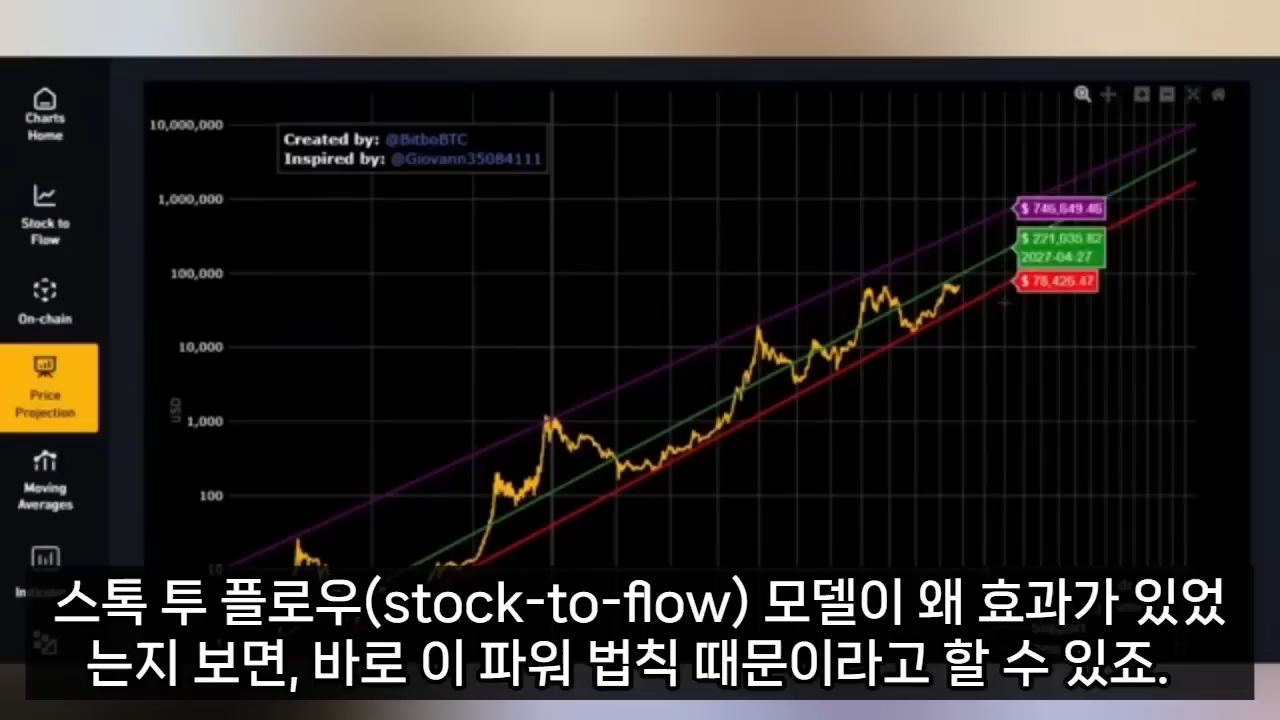 Charts
Home
Stock to
Flow
On-chain
Price
Projection
Moving
Averages
10,000,000
1,000,000
100,000
10,000
1,000
100
10
USD
Created by: @BitboBTC
Inspired by: @Giovann35084111
$ 746,649.46
$ 221,035.82
2027-04-27
$ 78,426.47
스톡 투 플로우(stock-to-flow) 모델이 왜 효과가 있었
는지 보면, 바로 이 파워 법칙 때문이라고 할 수 있죠.